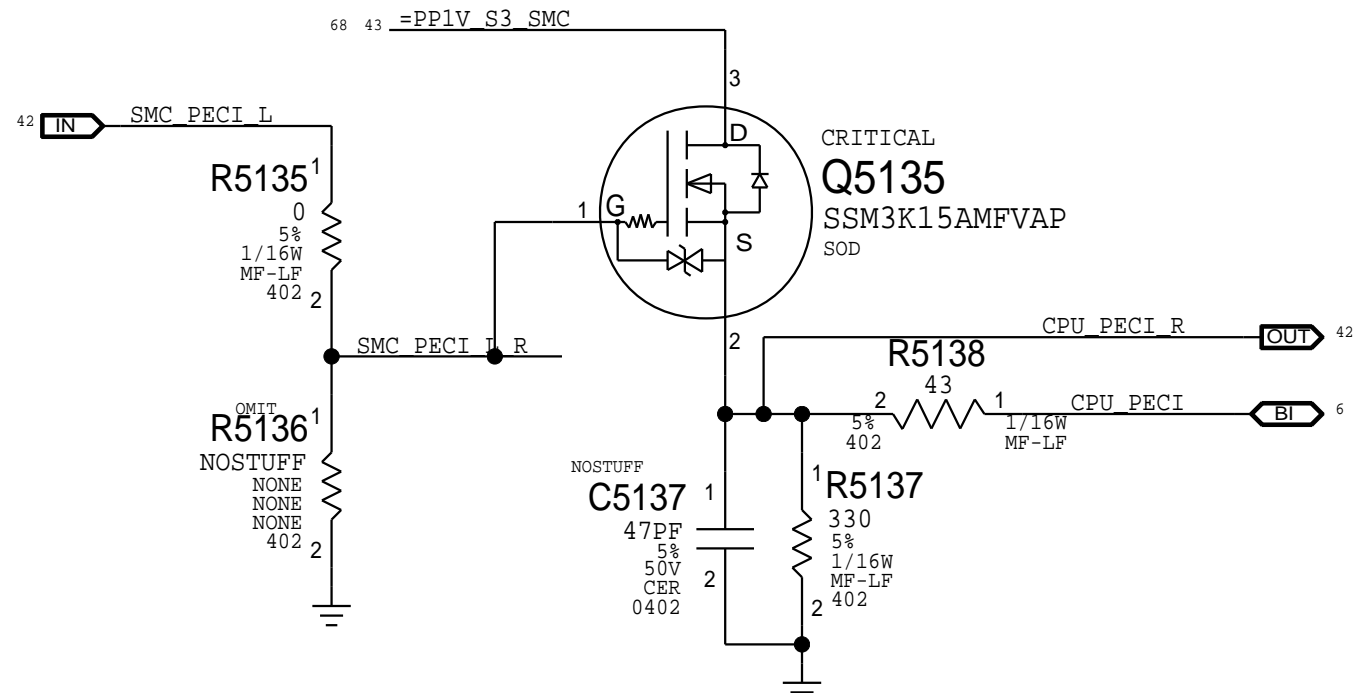 68 43 =PP1V_S3_SMC
3
42 IN SMC_PECI_L
R5135 1
0
5%
1/16W
MF-LF
402 2
D
1 G
S
CRITICAL
Q5135
SSM3K15AMFVAP
SOD
2
SMC_PECI_L_R
CPU_PECI_R OUT 42
R5138
43
2 1
5%
402
1/16W
MF-LF
CPU_PECI BI 6
OMIT
R5136 1
NOSTUFF
NONE
NONE
NONE
402 2
NOSTUFF
C5137 1
47PF
5%
50V
CER
0402
2
1 R5137
330
5%
1/16W
MF-LF
402
2